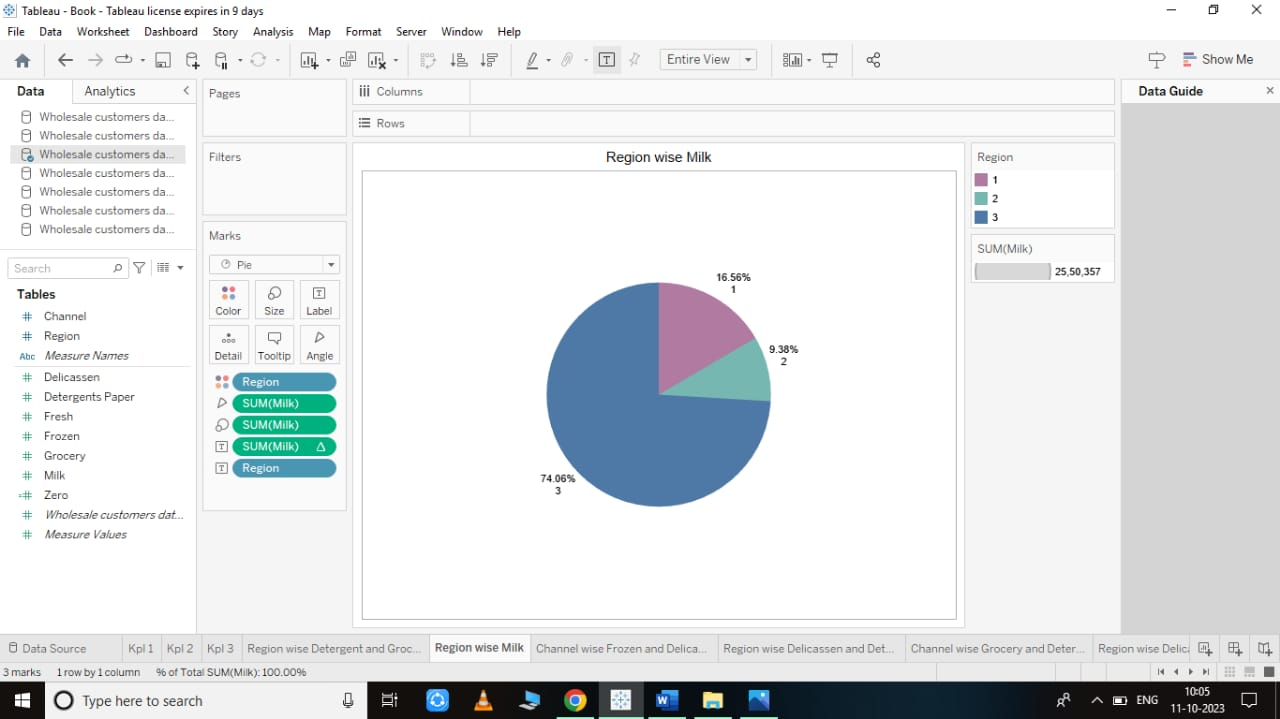 Tableau - Book - Tableau license expires in 9 days
File Data Worksheet Dashboard Story Analysis Map Format Server Window Help
Entire View
Show Me
Data Analytics
Wholesale customers da...
Wholesale customers da...
Wholesale customers da...
Wholesale customers da...
Wholesale customers da...
Wholesale customers da...
Wholesale customers da...
Search
Tables
Channel
Region
Abc Measure Names
Delicassen
Detergents Paper
Fresh
Frozen
Grocery
Milk
Zero
Wholesale customers dat...
Measure Values
Pages
Filters
Marks
Pie
Color Size Label
Detail Tooltip Angle
Region
SUM(Milk)
SUM(Milk)
SUM(Milk)
Region
Columns
Rows
Region wise Milk
16.56%
1
9.38%
2
74.06%
3
Region
1
2
3
SUM(Milk)
25,50,357
Data Guide
Data Source Kpl 1 Kpl 2 Kpl 3 Region wise Detergent and Groc... Region wise Milk Channel wise Frozen and Delica... Region wise Delicassen and Det... Channel wise Grocery and Deter... Region wise Delica
3 marks 1 row by 1 column % of Total SUM(Milk): 100.00%
Type here to search
ENG
10:05
11-10-2023